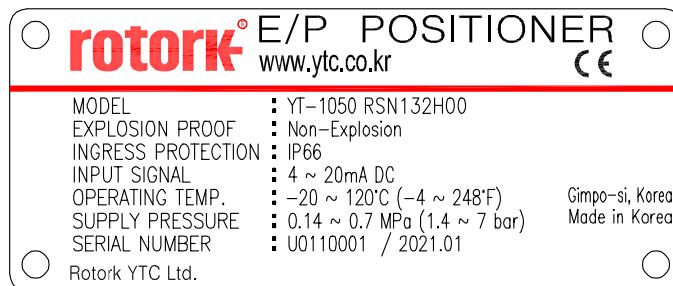 rotork® E/P POSITIONER
www.ytc.co.kr CE
MODEL : YT-1050 RSN132H00
EXPLOSION PROOF : Non-Explosion
INGRESS PROTECTION : IP66
INPUT SIGNAL : 4 ~ 20mA DC
OPERATING TEMP. : -20 ~ 120°C (-4 ~ 248°F) Gimpo-si, Korea
SUPPLY PRESSURE : 0.14 ~ 0.7 MPa (1.4 ~ 7 bar) Made in Korea
SERIAL NUMBER : U0110001 / 2021.01
Rotork YTC Ltd.